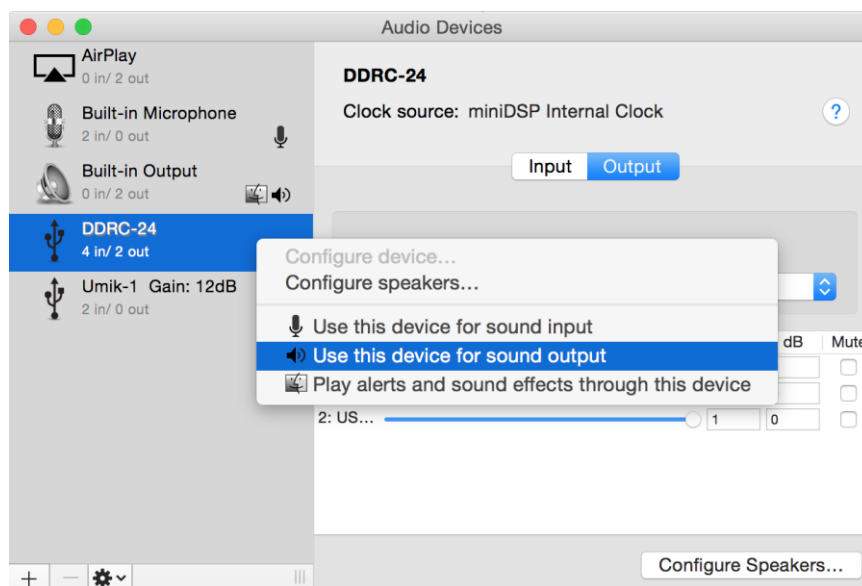 Audio Devices
AirPlay
0 in/ 2 out
Built-in Microphone
2 in/ 0 out
Built-in Output
0 in/ 2 out
DDRC-24
4 in/ 2 out
Umik-1 Gain: 12dB
2 in/ 0 out
DDRC-24
Clock source: miniDSP Internal Clock
?
Input
Output
Configure device...
Configure speakers...
Use this device for sound input
Use this device for sound output
Play alerts and sound effects through this device
dB
Mute
2: US...
1
0
Configure Speakers...